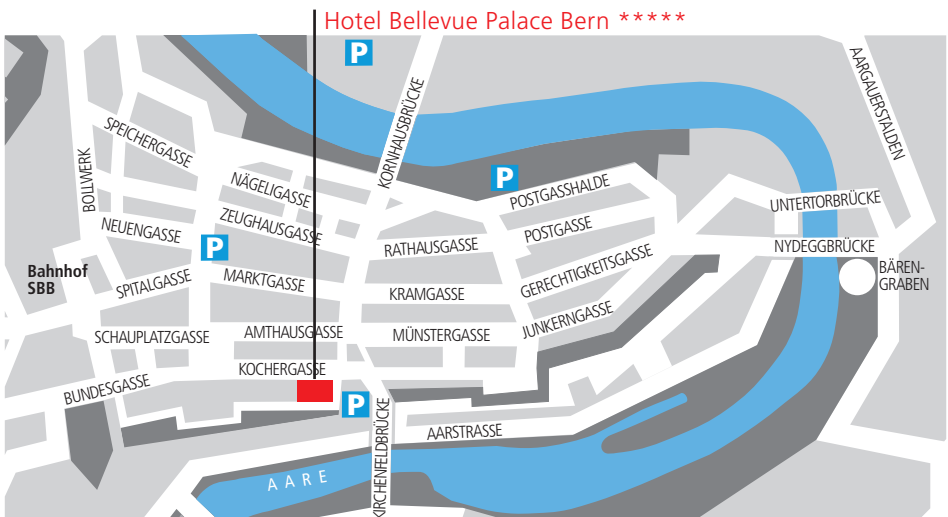 Hotel Bellevue Palace Bern *****
P
KORNHAUSBRÜCKE
AARGAUERSTALDEN
SPEICHERGASSE
BOLLWERK
NÄGELIGASSE
P
POSTGASSHALDE
UNTERTORBRÜCKE
NEUENGASSE
ZEUGHAUSGASSE
POSTGASSE
P
RATHAUSGASSE
NYDEGGBRÜCKE
Bahnhof
SBB
SPITALGASSE
MARKTGASSE
GERECHTIGKEITSGASSE
BÄREN-
GRABEN
KRAMGASSE
SCHAUPLATZGASSE
AMTHAUSGASSE
MÜNSTERGASSE
JUNKERNGASSE
KOCHERGASSE
BUNDESGASSE
P
KIRCHENFELDBRÜCKE
AARSTRASSE
AARE